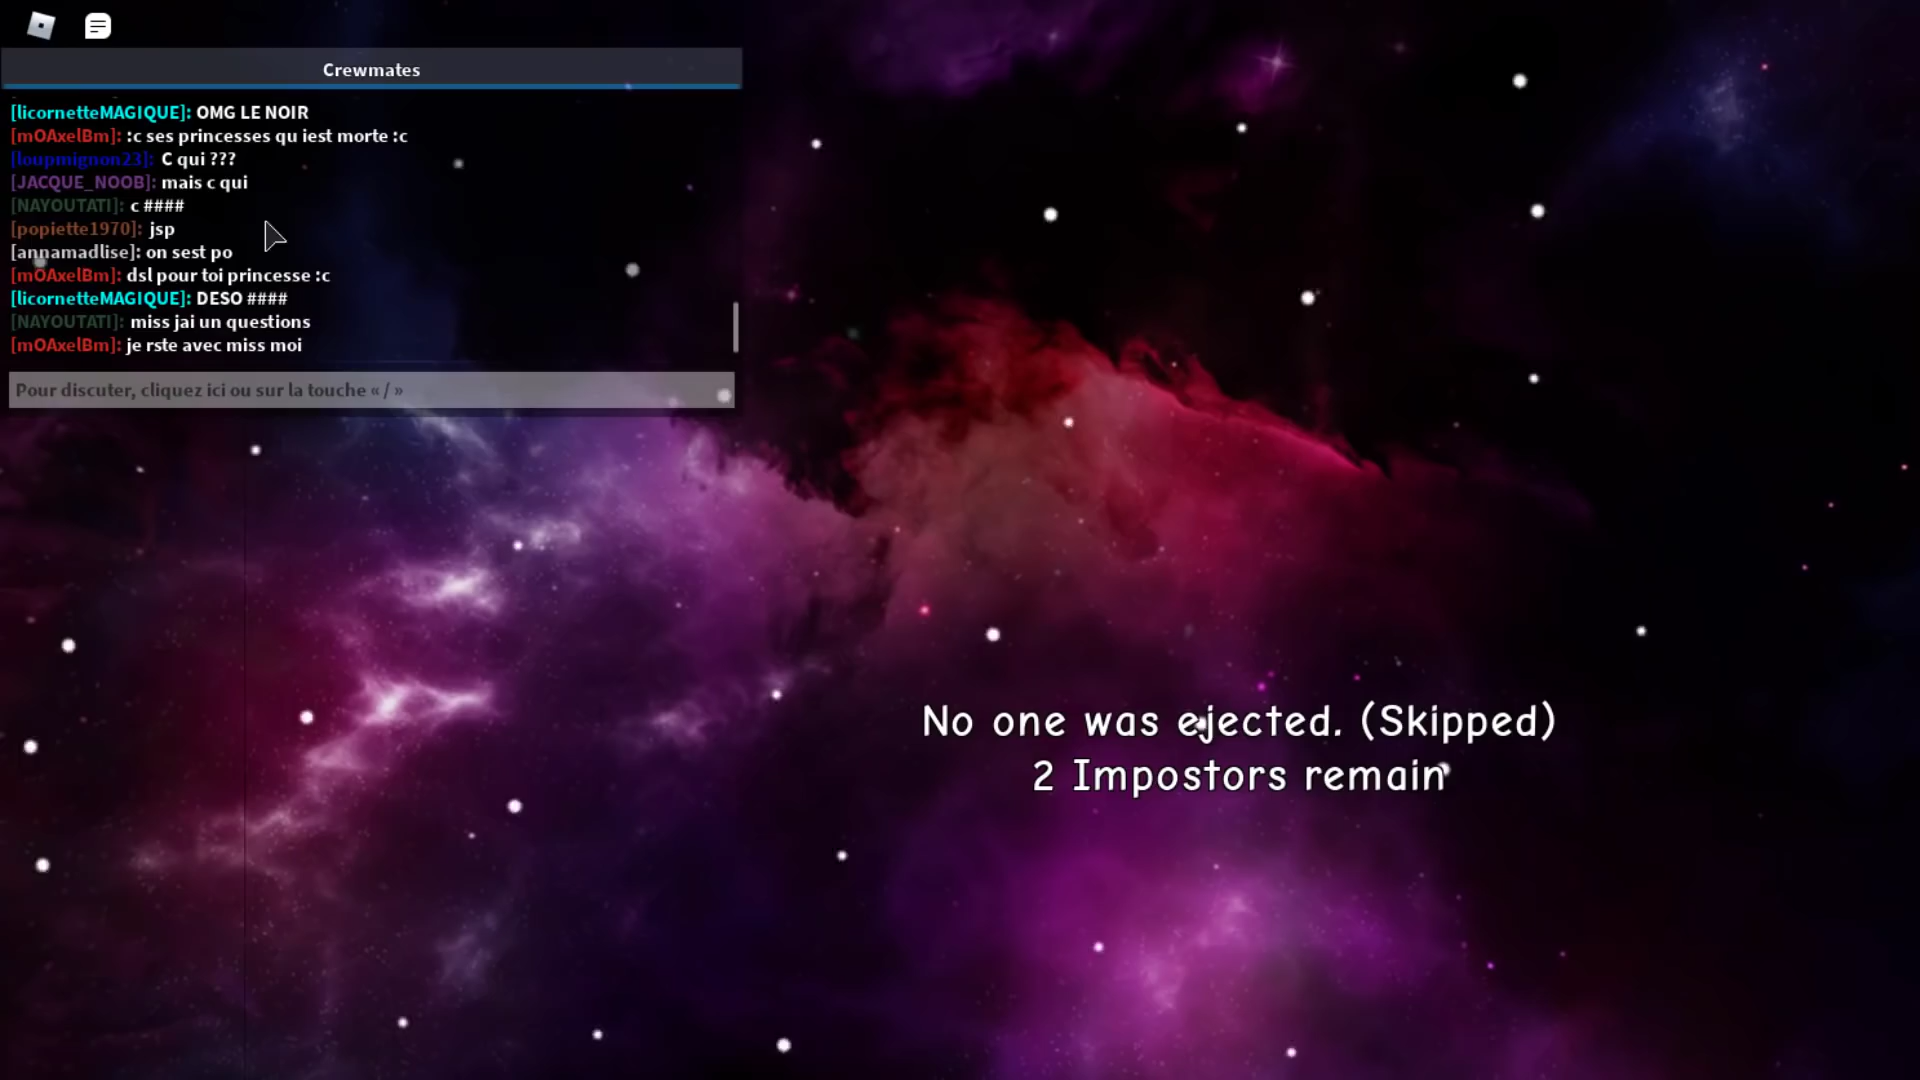 Crewmates
[licornetteMAGIQUE]: OMG LE NOIR
[mOAxelBm]: :c ses princesses qu iest morte :c
[loupmignon23]: C qui ???
[JACQUE_NOOB]: mais c qui
[NAYOUTATI]: c ####
[popiette1970]: jsp
[annamadlise]: on sest po
[mOAxelBm]: dsl pour toi princesse :c
[licornetteMAGIQUE]: DESO ####
[NAYOUTATI]: miss jai un questions
[mOAxelBm]: je rste avec miss moi
Pour discuter, cliquez ici ou sur la touche « / »
No one was ejected. (Skipped)
2 Impostors remain